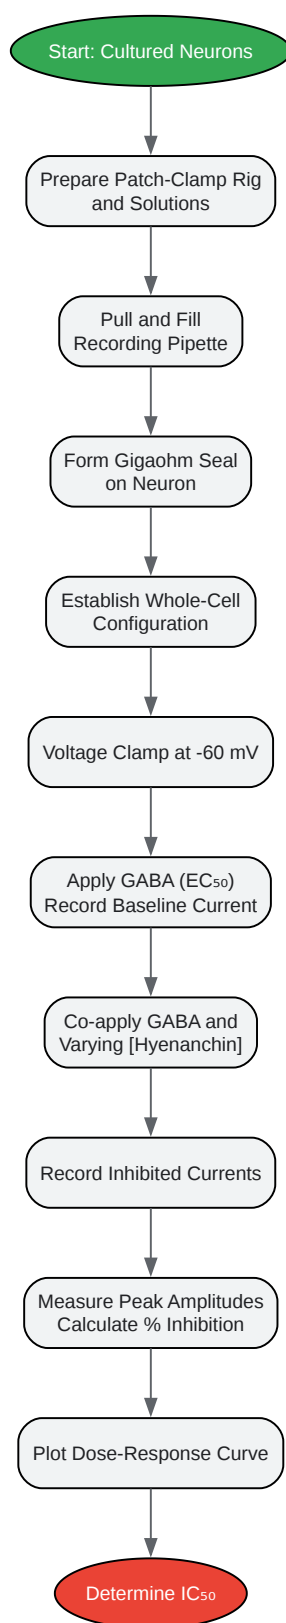 Start: Cultured Neurons
Prepare Patch-Clamp Rig
and Solutions
Pull and Fill
Recording Pipette
Form Gigaohm Seal
on Neuron
Establish Whole-Cell
Configuration
Voltage Clamp at -60 mV
Apply GABA (EC₅₀)
Record Baseline Current
Co-apply GABA and
Varying [Hyenanchin]
Record Inhibited Currents
Measure Peak Amplitudes
Calculate % Inhibition
Plot Dose-Response Curve
Determine IC₅₀